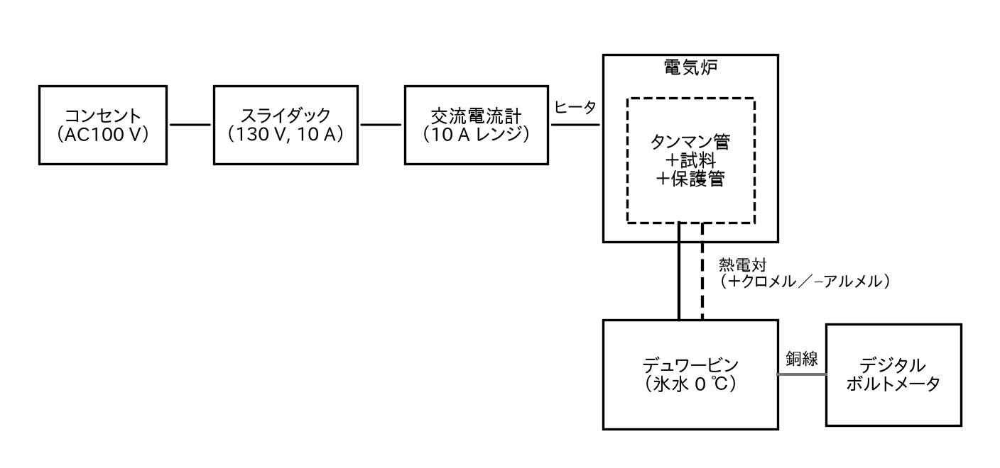 コンセント
（AC100 V）
スライダック
（130 V, 10 A）
交流電流計
（10 A レンジ）
ヒータ
電気炉
タンマン管
＋試料
＋保護管
熱電対
（＋クロメル／−アルメル）
デュワービン
（氷水 0 ℃）
銅線
デジタル
ボルトメータ